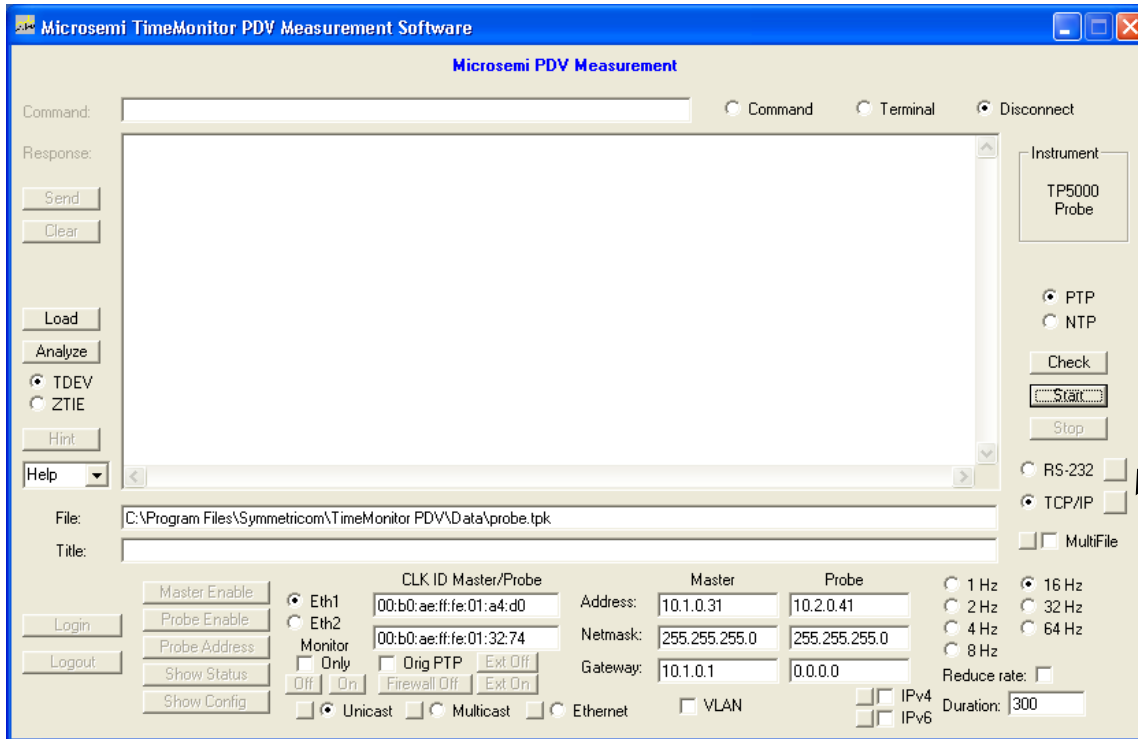 Microsemi TimeMonitor PDV Measurement Software
Microsemi PDV Measurement
Command:
Command
Terminal
Disconnect
Response:
Instrument
TP5000
Probe
Send
Clear
PTP
NTP
Load
Analyze
Check
TDEV
ZTIE
Start
Stop
Hint
Help
RS-232
TCP/IP
File: C:\Program Files\Symmetricom\TimeMonitor PDV\Data\probe.tpk
Title:
MultiFile
CLK ID Master/Probe
Master
Probe
Master Enable
Probe Enable
Probe Address
Show Status
Show Config
Login
Logout
Eth1
Eth2
Monitor
Only
Off
On
00:b0:ae:ff:fe:01:a4:d0
00:b0:ae:ff:fe:01:32:74
Orig PTP
Ext Off
Firewall Off
Ext On
Unicast
Multicast
Ethernet
Address: 10.1.0.31 10.2.0.41
Netmask: 255.255.255.0 255.255.255.0
Gateway: 10.1.0.1 0.0.0.0
VLAN
IPv4
IPv6
1 Hz
16 Hz
2 Hz
32 Hz
4 Hz
64 Hz
8 Hz
Reduce rate:
Duration: 300